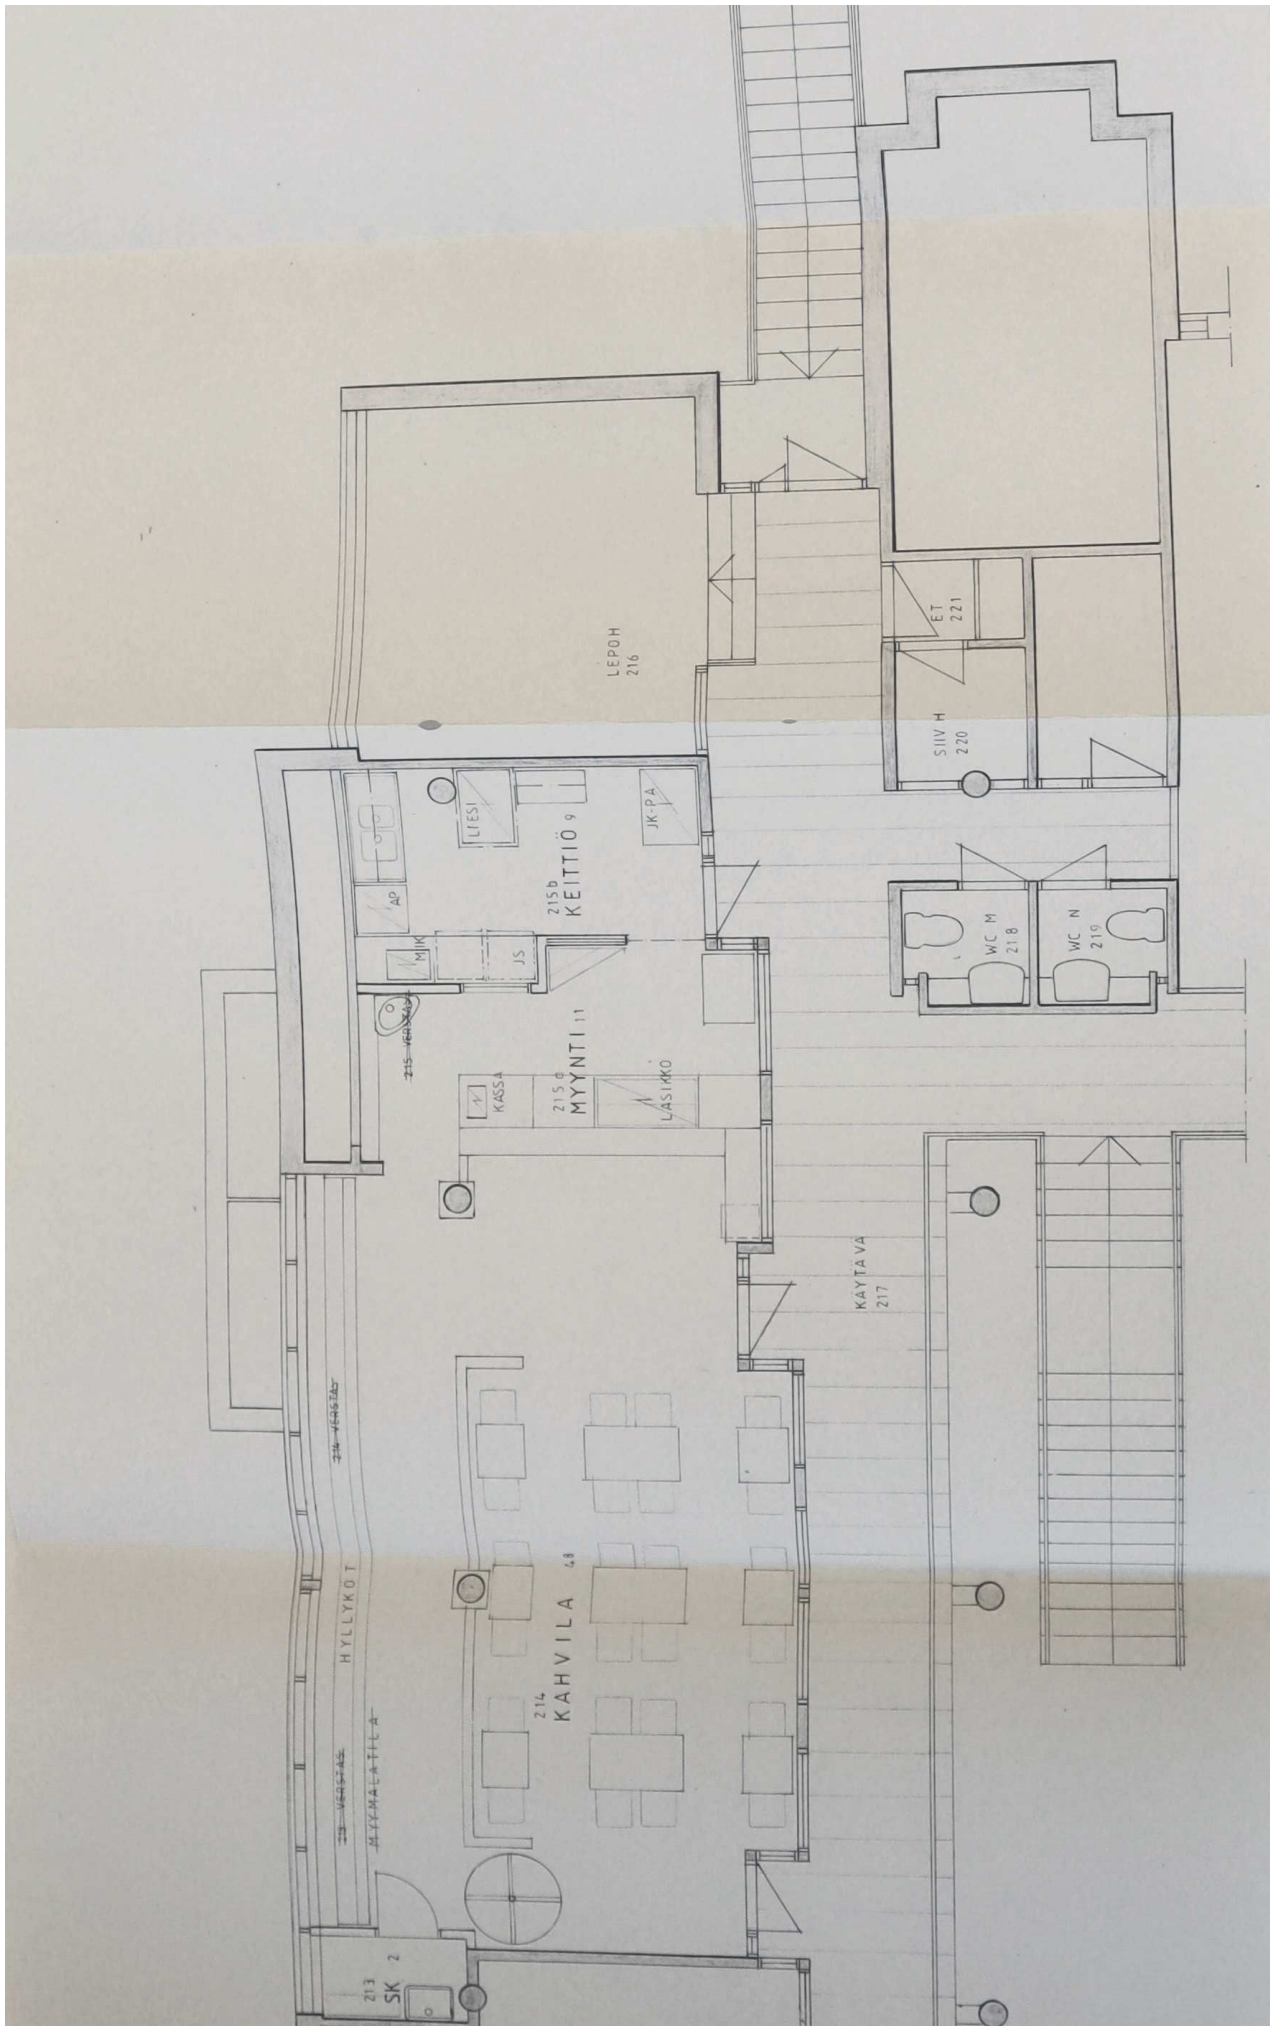 LEPOH
216
ET
221
SIIV H
220
LIESI
JK-PA
215b
KEITTIÖ 9
AP
MIK
JS
WC M
218
WC N
219
215 VERSTAS
215a
MYYNTI 11
KASSA
LASIKKO
KÄYTÄVÄ
217
214 VERSTAS
HYLLYKOT
214
KAHVILA 48
VERSTAS
MYYMÄLÄTILA
213
SK 2